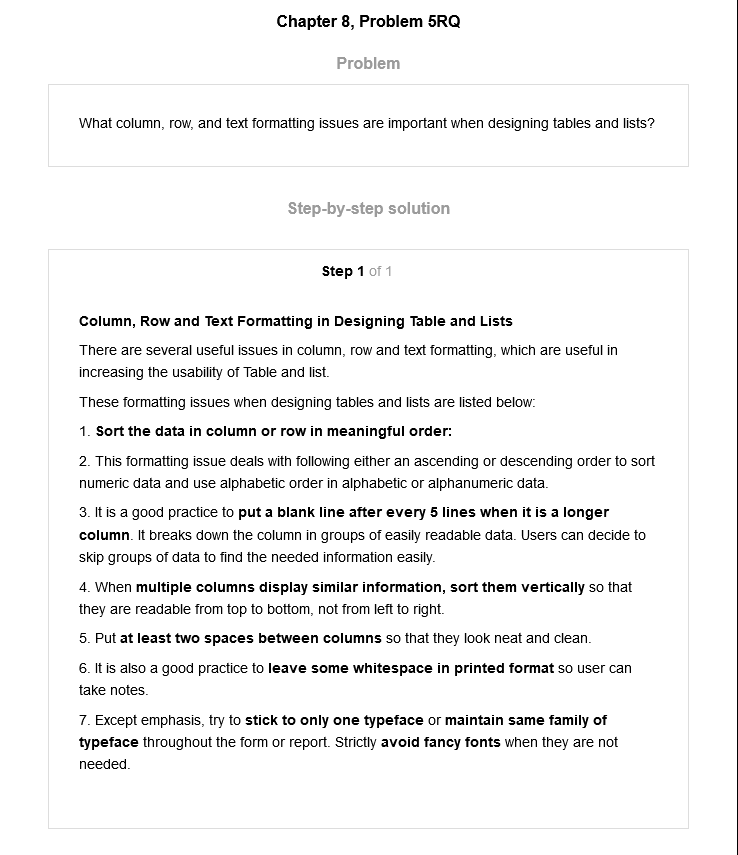 Chapter 8, Problem 5RQ
Problem
What column, row, and text formatting issues are important when designing tables and lists?
Step-by-step solution
Step 1 of 1
Column, Row and Text Formatting in Designing Table and Lists
There are several useful issues in column, row and text formatting, which are useful in
increasing the usability of Table and list.
These formatting issues when designing tables and lists are listed below:
1. Sort the data in column or row in meaningful order:
2. This formatting issue deals with following either an ascending or descending order to sort
numeric data and use alphabetic order in alphabetic or alphanumeric data.
3. It is a good practice to put a blank line after every 5 lines when it is a longer
column. It breaks down the column in groups of easily readable data. Users can decide to
skip groups of data to find the needed information easily.
4. When multiple columns display similar information, sort them vertically so that
they are readable from top to bottom, not from left to right.
5. Put at least two spaces between columns so that they look neat and clean.
6. It is also a good practice to leave some whitespace in printed format so user can
take notes.
7. Except emphasis, try to stick to only one typeface or maintain same family of
typeface throughout the form or report. Strictly avoid fancy fonts when they are not
needed.